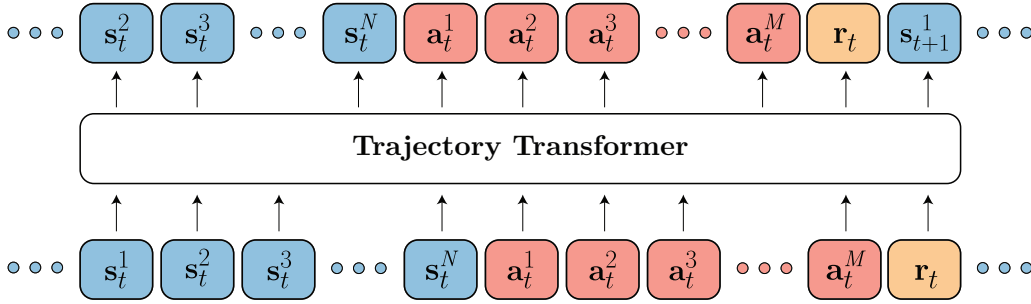 s_t^2 s_t^3 s_t^N a_t^1 a_t^2 a_t^3 a_t^M r_t s_{t+1}^1
Trajectory Transformer
s_t^1 s_t^2 s_t^3 s_t^N a_t^1 a_t^2 a_t^3 a_t^M r_t